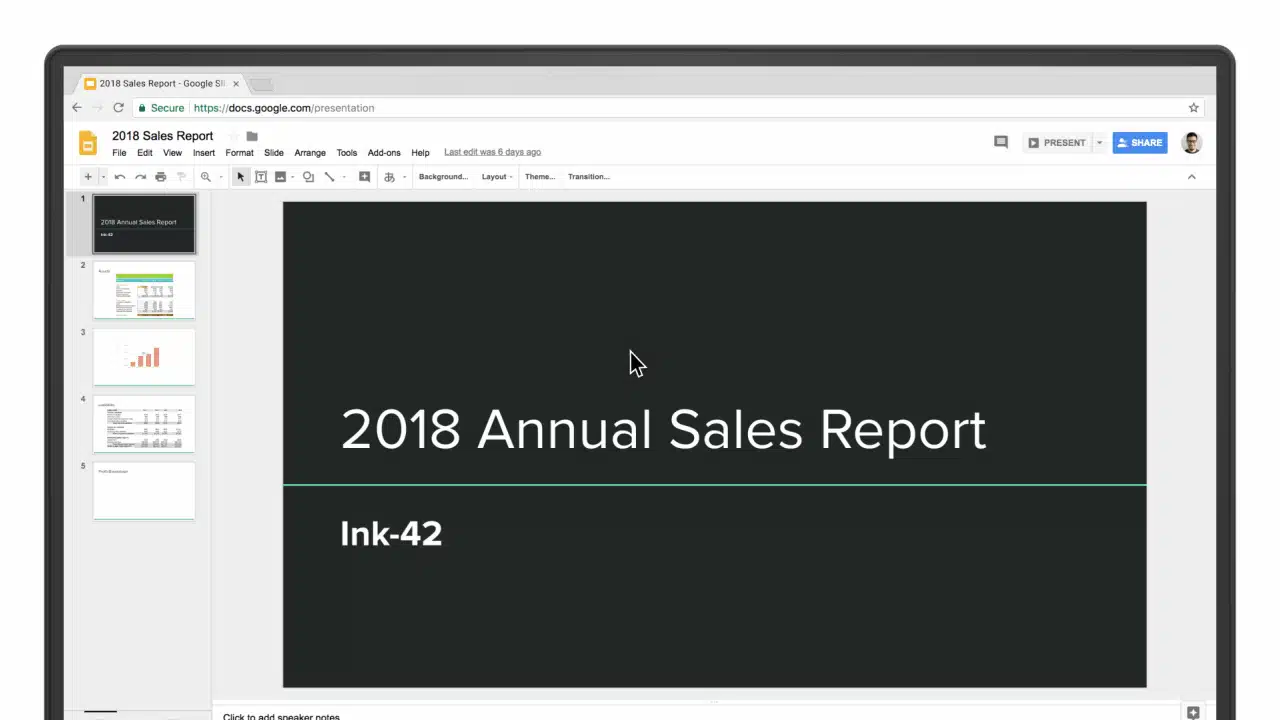 2018 Sales Report - Google Sli
Secure https://docs.google.com/presentation
2018 Sales Report
File Edit View Insert Format Slide Arrange Tools Add-ons Help Last edit was 6 days ago
PRESENT SHARE
Background... Layout Theme... Transition...
1
2018 Annual Sales Report
Ink-42
2
3
4
5
2018 Annual Sales Report
Ink-42
Click to add speaker notes